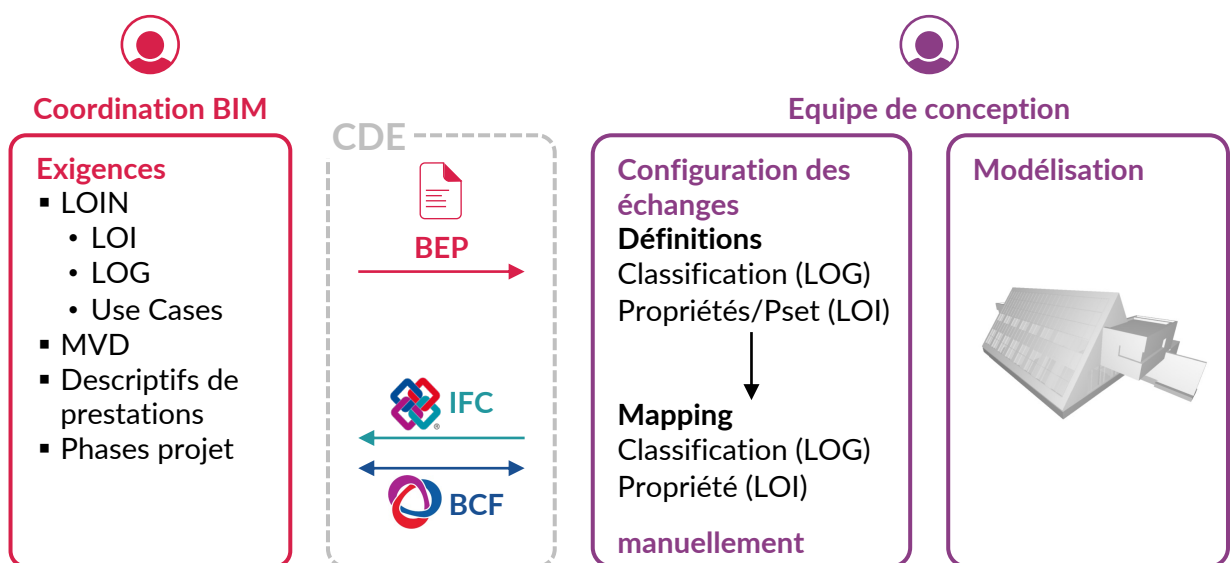 Coordination BIM
Exigences
▪ LOIN
• LOI
• LOG
• Use Cases
▪ MVD
▪ Descriptifs de
prestations
▪ Phases projet
CDE
BEP
IFC
BCF
Equipe de conception
Configuration des
échanges
Définitions
Classification (LOG)
Propriétés/Pset (LOI)
Mapping
Classification (LOG)
Propriété (LOI)
manuellement
Modélisation